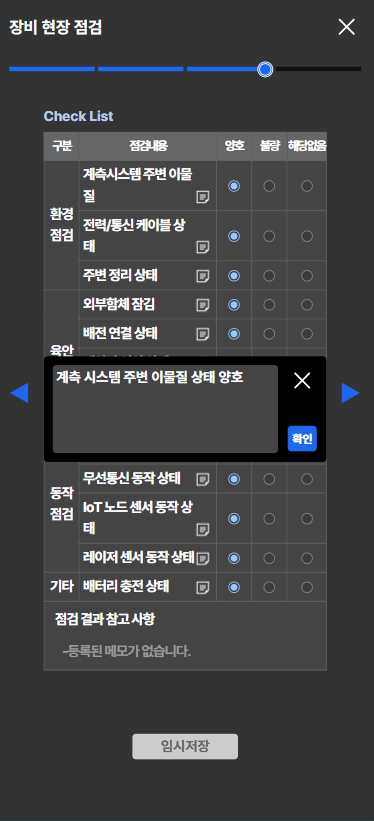 장비 현장 점검
Check List
구분 점검내용 양호 불량 해당없음
계측시스템 주변 이물
질
환경
점검
전력/통신 케이블 상
태
주변 정리 상태
외부함체 잠김
배전 연결 상태
육안
계측 시스템 주변 이물질 상태 양호
확인
무선통신 동작 상태
동작
점검
IoT 노드 센서 동작 상
태
레이저 센서 동작 상태
기타 배터리 충전 상태
점검 결과 참고 사항
-등록된 메모가 없습니다.
임시저장